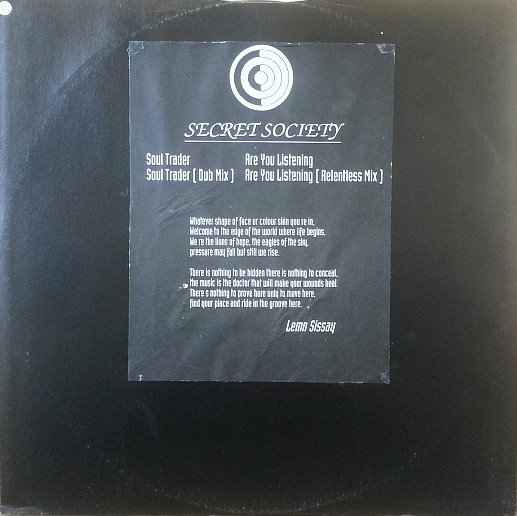 SECRET SOCIETY
Soul Trader Are You Listening
Soul Trader [ Dub Mix ] Are You Listening [ Relentless Mix ]
Whatever shape of face or colour skin you re in,
Welcome to the edge of the world where life begins.
We re the lions of hope, the eagles of the sky,
pressure may fall but still we rise.
There is nothing to be hidden there is nothing to conceal,
the music is the doctor that will make your wounds heal.
There s nothing to prove here only to move here,
find your place and ride in the groove here.
Lemn Sissay